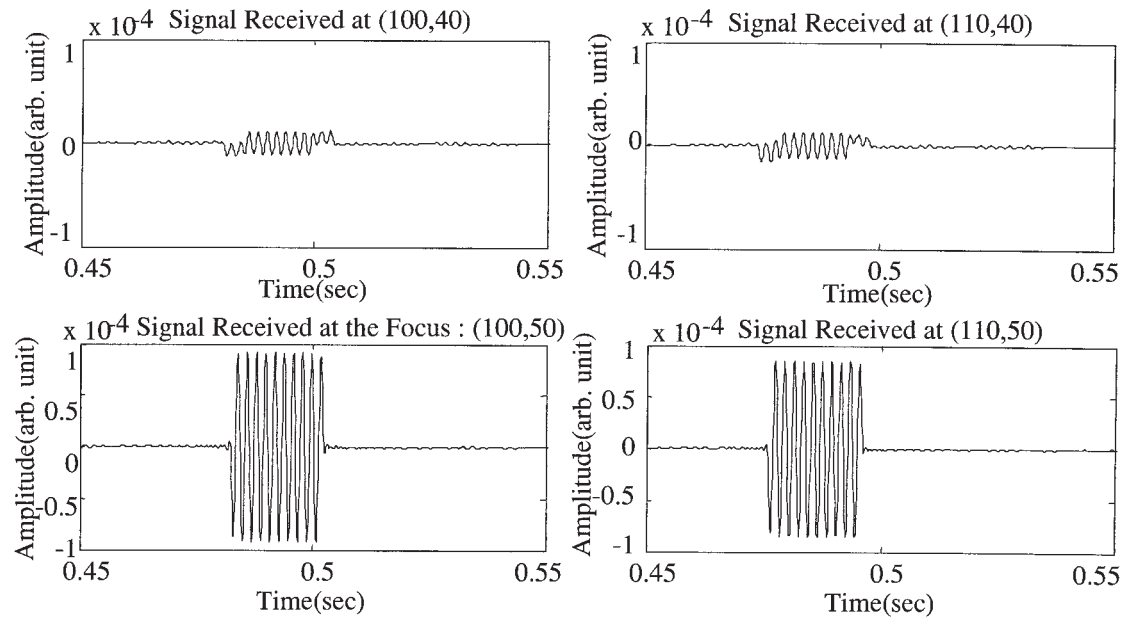 x 10-4 Signal Received at (100,40)
Amplitude(arb. unit)
1
0
-1
0.45
0.5
0.55
Time(sec)
x 10-4 Signal Received at (110,40)
Amplitude(arb. unit)
1
0
-1
0.45
0.5
0.55
Time(sec)
x 10-4 Signal Received at the Focus : (100,50)
Amplitude(arb. unit)
1
0.5
0
-0.5
-1
0.45
0.5
0.55
Time(sec)
x 10-4 Signal Received at (110,50)
Amplitude(arb. unit)
1
0.5
0
-0.5
-1
0.45
0.5
0.55
Time(sec)